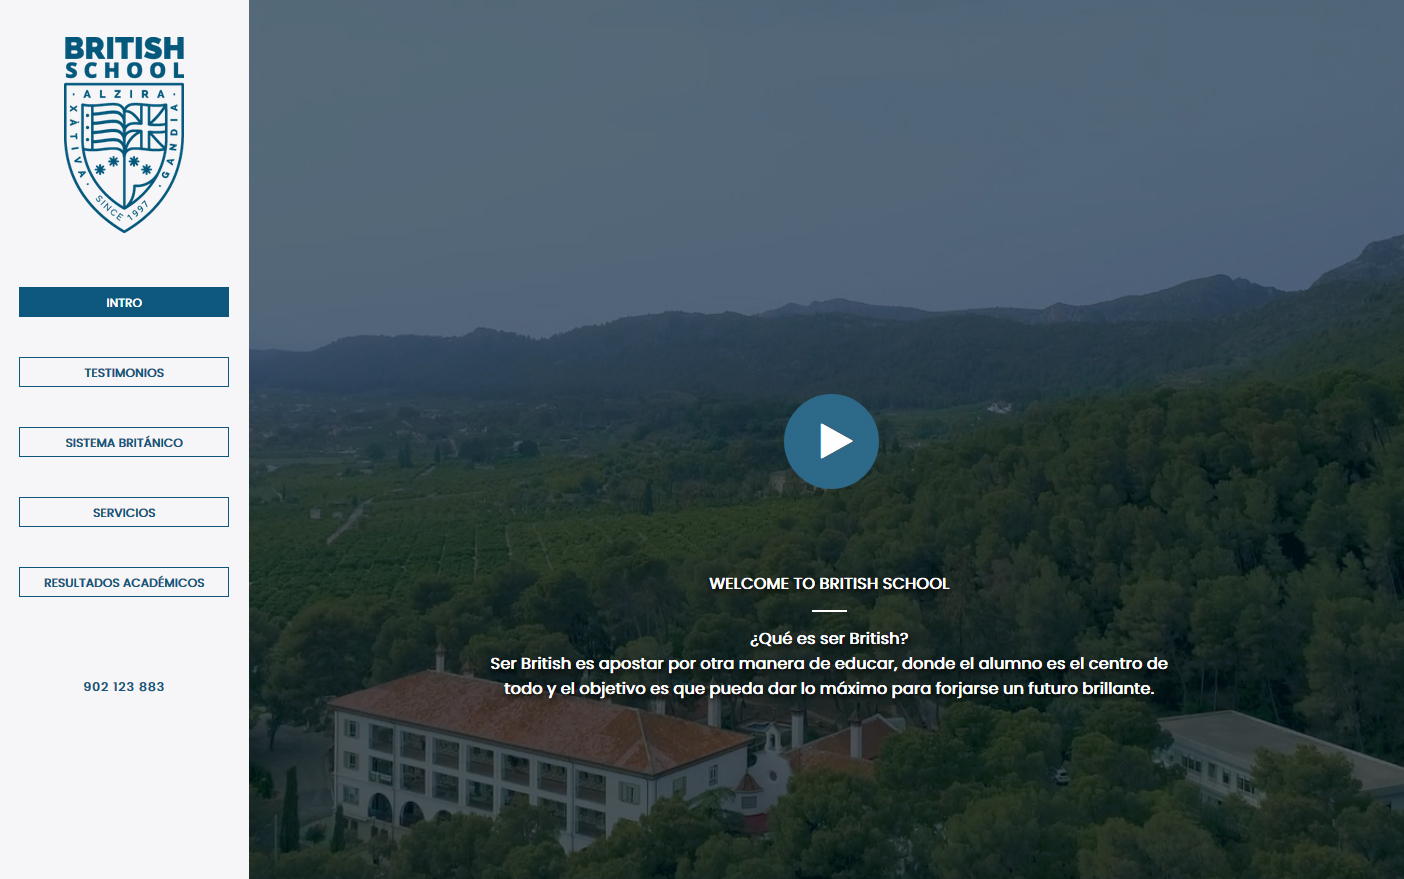 BRITISH
SCHOOL
· ALZIRA ·
XÀTIVA ·
· GANDIA
SINCE 1997
INTRO
TESTIMONIOS
SISTEMA BRITÁNICO
SERVICIOS
RESULTADOS ACADÉMICOS
902 123 883
WELCOME TO BRITISH SCHOOL
¿Qué es ser British?
Ser British es apostar por otra manera de educar, donde el alumno es el centro de
todo y el objetivo es que pueda dar lo máximo para forjarse un futuro brillante.